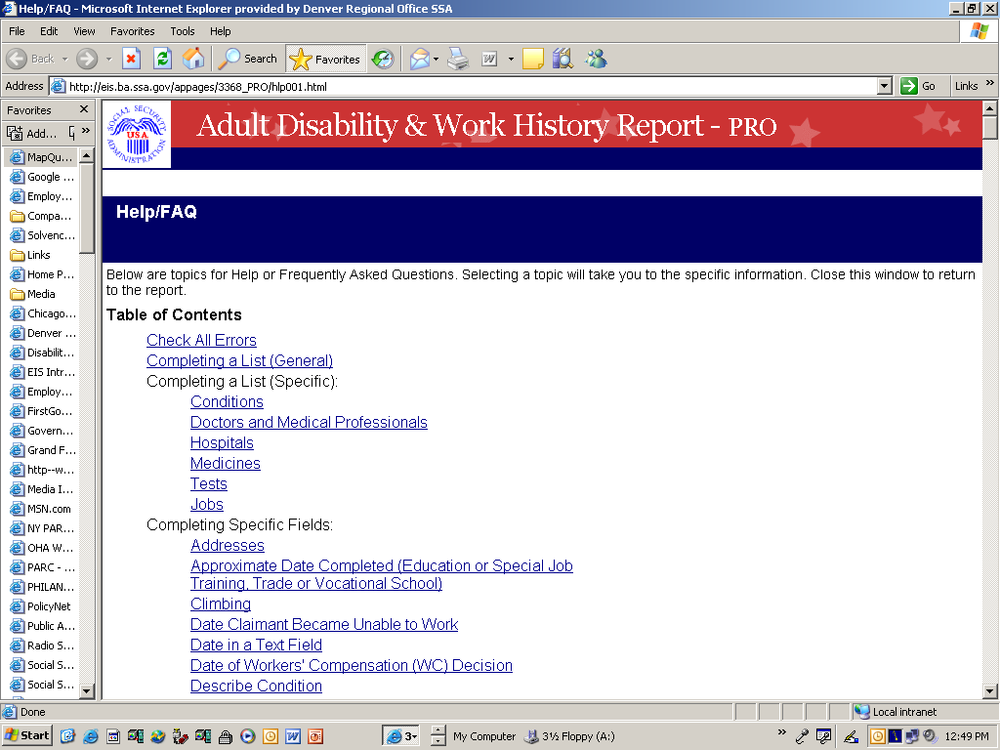 Help/FAQ - Microsoft Internet Explorer provided by Denver Regional Office SSA
File Edit View Favorites Tools Help
Back Search Favorites
Address http://eis.ba.ssa.gov/appages/3368_PRO/hlp001.html Go Links »
Favorites
Add... »
MapQu...
Google ...
Employ...
Compa...
Solvenc...
Links
Home P...
Media
Chicago...
Denver ...
Disabilit...
EIS Intr...
Employ...
FirstGo...
Govern...
Grand F...
http--w...
Media I...
MSN.com
NY PAR...
OHA W...
PARC - ...
PHILAN...
PolicyNet
Public A...
Radio S...
Social S...
Social S...
SOCIAL SECURITY ADMINISTRATION
USA
Adult Disability & Work History Report - PRO
Help/FAQ
Below are topics for Help or Frequently Asked Questions. Selecting a topic will take you to the specific information. Close this window to return
to the report.
Table of Contents
Check All Errors
Completing a List (General)
Completing a List (Specific):
Conditions
Doctors and Medical Professionals
Hospitals
Medicines
Tests
Jobs
Completing Specific Fields:
Addresses
Approximate Date Completed (Education or Special Job
Training, Trade or Vocational School)
Climbing
Date Claimant Became Unable to Work
Date in a Text Field
Date of Workers' Compensation (WC) Decision
Describe Condition
Done Local intranet
Start 3 My Computer 3½ Floppy (A:) » 12:49 PM